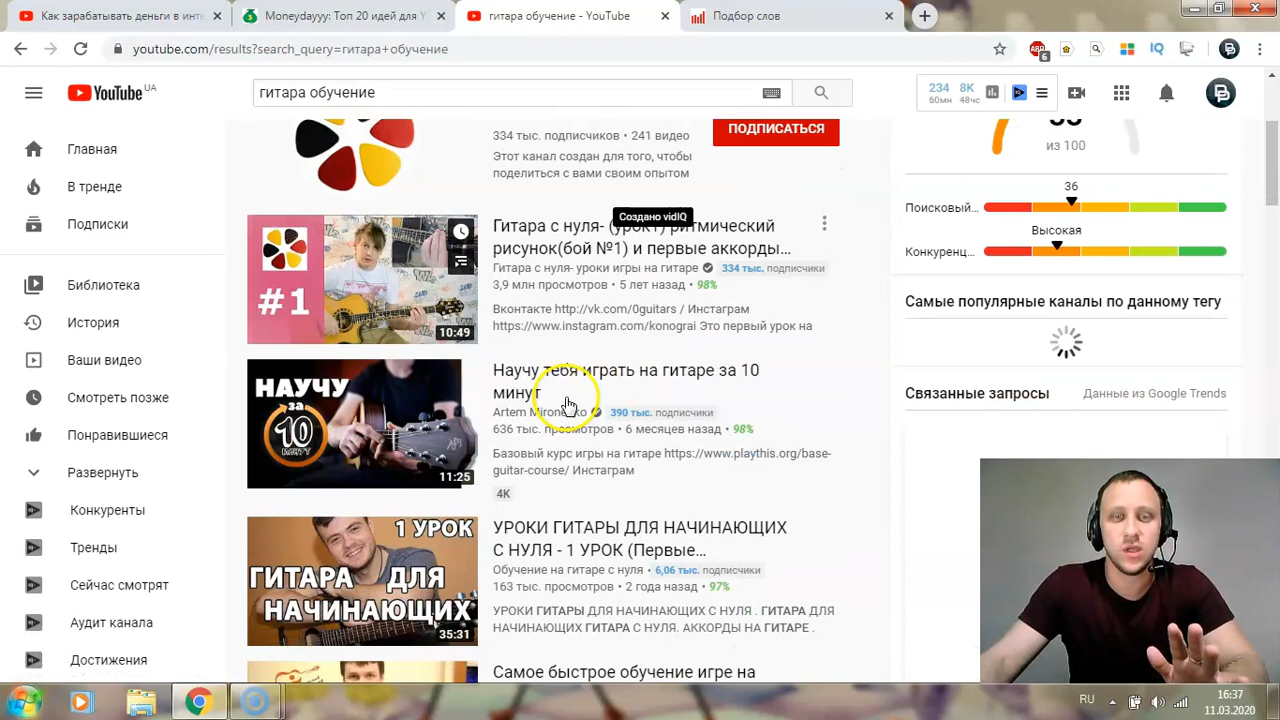 Как зарабатывать деньги в инте
Moneydayyy: Топ 20 идей для Y
гитара обучение - YouTube
Подбор слов
youtube.com/results?search_query=гитара+обучение
6
IQ
YouTube UA
гитара обучение
234
60мн
8K
48чс
Главная
В тренде
Подписки
Библиотека
История
Ваши видео
Смотреть позже
Понравившиеся
Развернуть
Конкуренты
Тренды
Сейчас смотрят
Аудит канала
Достижения
334 тыс. подписчиков • 241 видео
Этот канал создан для того, чтобы
поделиться с вами своим опытом
ПОДПИСАТЬСЯ
#1
10:49
Создано vidIQ
Гитара с нуля- (урок1) ритмический
рисунок(бой №1) и первые аккорды...
Гитара с нуля- уроки игры на гитаре 334 тыс. подписчики
3,9 млн просмотров • 5 лет назад • 98%
Вконтакте http://vk.com/0guitars / Инстаграм
https://www.instagram.com/konograi Это первый урок на
НАУЧУ
за
10
МИНУТ
11:25
Научу тебя играть на гитаре за 10
минут
Artem Mironenko 390 тыс. подписчики
636 тыс. просмотров • 6 месяцев назад • 98%
Базовый курс игры на гитаре https://www.playthis.org/base-
guitar-course/ Инстаграм
4K
1 УРОК
ГИТАРА ДЛЯ
НАЧИНАЮЩИХ
35:31
УРОКИ ГИТАРЫ ДЛЯ НАЧИНАЮЩИХ
С НУЛЯ - 1 УРОК (Первые...
Обучение на гитаре с нуля • 6,06 тыс. подписчики
163 тыс. просмотров • 2 года назад • 97%
УРОКИ ГИТАРЫ ДЛЯ НАЧИНАЮЩИХ С НУЛЯ . ГИТАРА ДЛЯ
НАЧИНАЮЩИХ ГИТАРА С НУЛЯ. АККОРДЫ НА ГИТАРЕ .
Самое быстрое обучение игре на
из 100
36
Поисковый...
Высокая
Конкуренц...
Самые популярные каналы по данному тегу
Связанные запросы
Данные из Google Trends
RU
16:37
11.03.2020